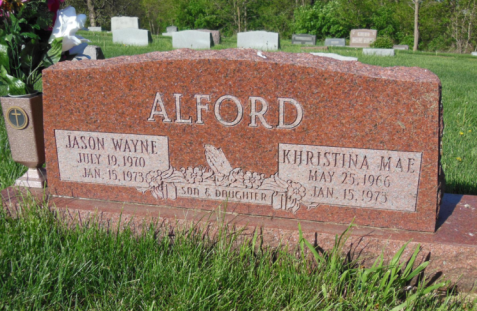 ALFORD
JASON WAYNE
JULY 19, 1970
JAN. 15, 1973
KHRISTINA MAE
MAY 25, 1966
JAN. 15, 1973
SON & DAUGHTER